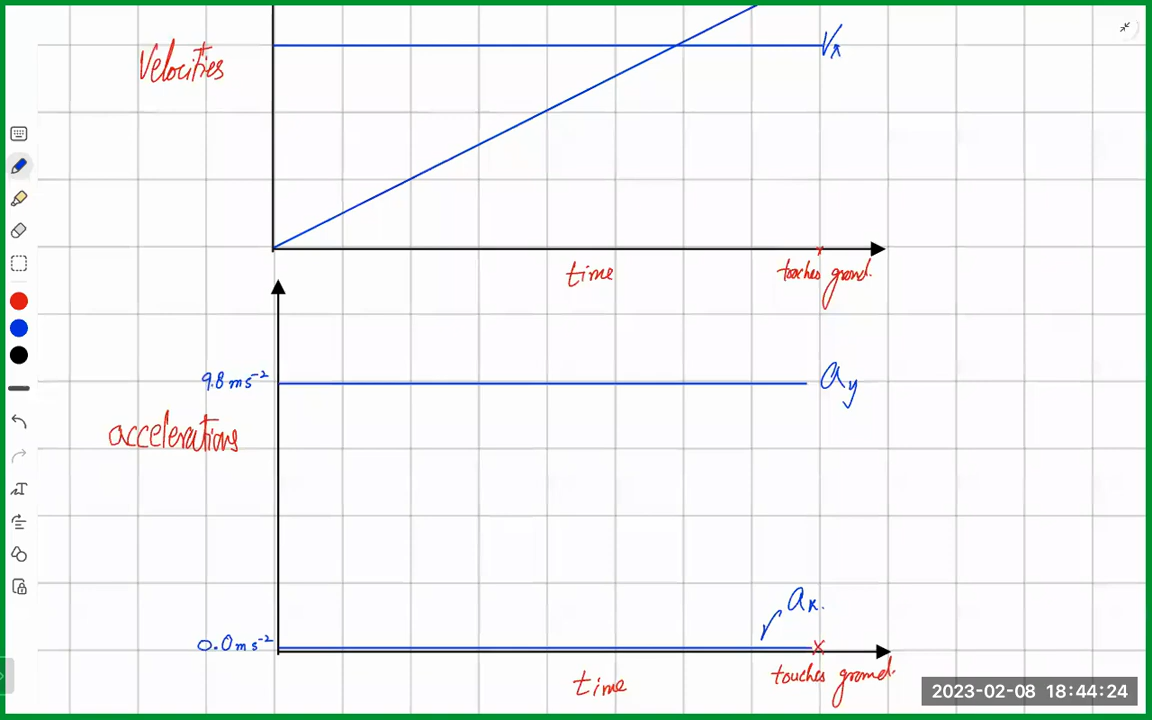 Vx
Velocities
time
touches ground.
9.8 ms⁻²
ay
accelerations
ax.
0.0 ms⁻²
time
touches ground.
2023-02-08 18:44:24